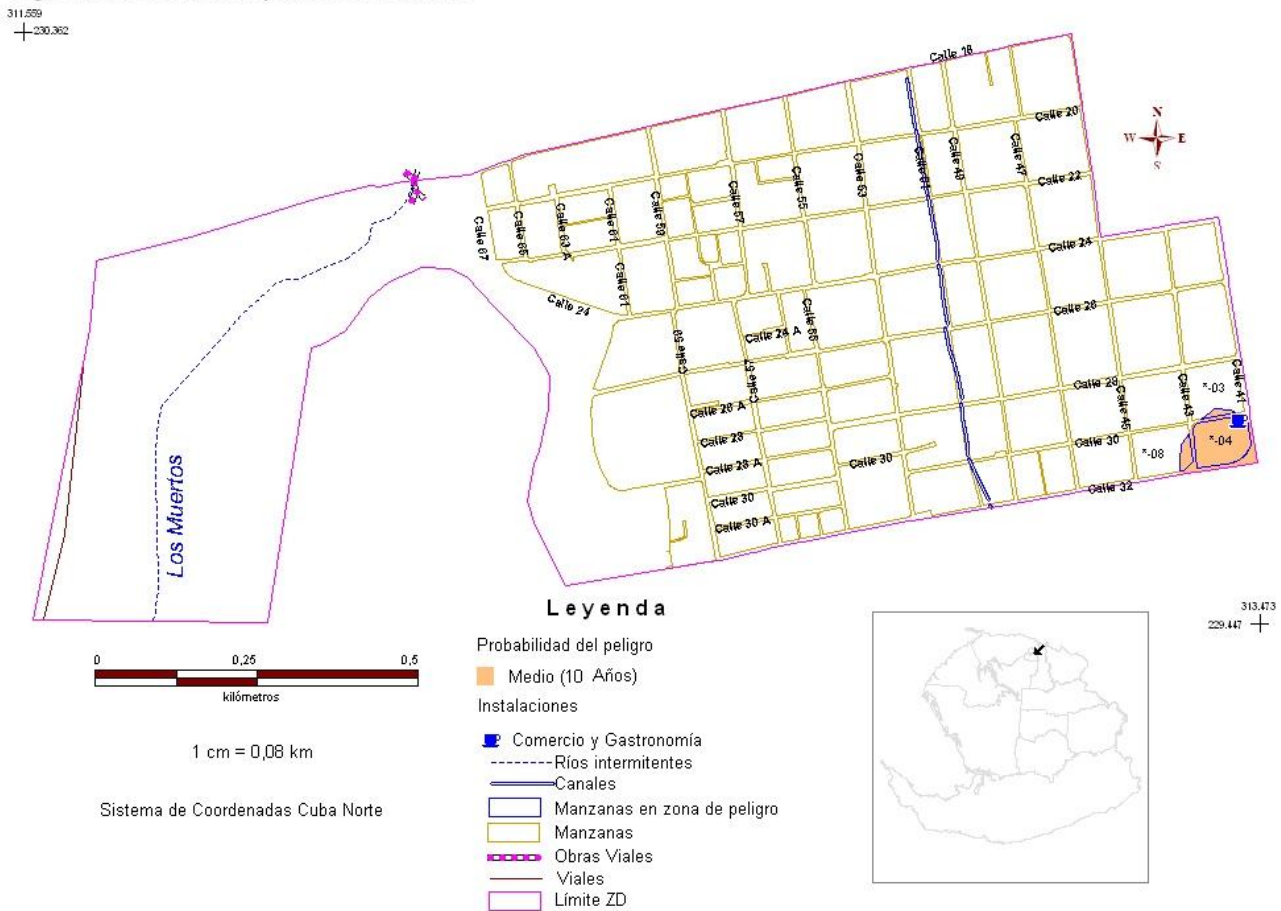 311.559
230.362
Calle 18
Calle 20
N
W E
S
Calle 47
Calle 49
Calle 22
Calle 53
Calle 55
Calle 57
Calle 59
Calle 61
Calle 63 A
Calle 65
Calle 67
Calle 24
Calle 61
Calle 24
Calle 26
Calle 24 A
Calle 59
Calle 57
Calle 41
Calle 28
*-03
Calle 43
Calle 45
Calle 26 A
Calle 28
Calle 30
*-04
*-08
Calle 28 A
Calle 30
Calle 32
Calle 30
Calle 30 A
Los Muertos
Leyenda
313.473
229.447
Probabilidad del peligro
0 0,25 0,5
kilómetros
Medio (10 Años)
Instalaciones
Comercio y Gastronomía
1 cm = 0,08 km
Ríos intermitentes
Canales
Sistema de Coordenadas Cuba Norte
Manzanas en zona de peligro
Manzanas
Obras Viales
Viales
Límite ZD